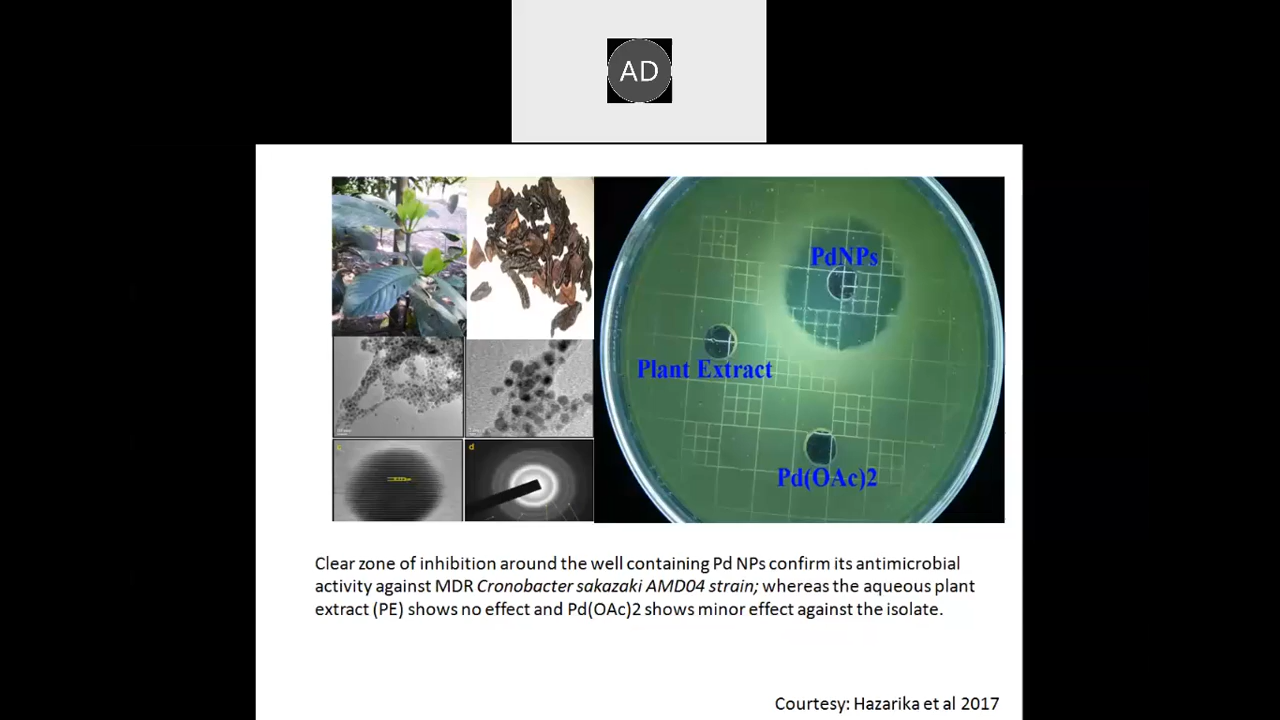 AD
PdNPs
Plant Extract
Pd(OAc)2
c
d
Clear zone of inhibition around the well containing Pd NPs confirm its antimicrobial
activity against MDR Cronobacter sakazaki AMD04 strain; whereas the aqueous plant
extract (PE) shows no effect and Pd(OAc)2 shows minor effect against the isolate.
Courtesy: Hazarika et al 2017